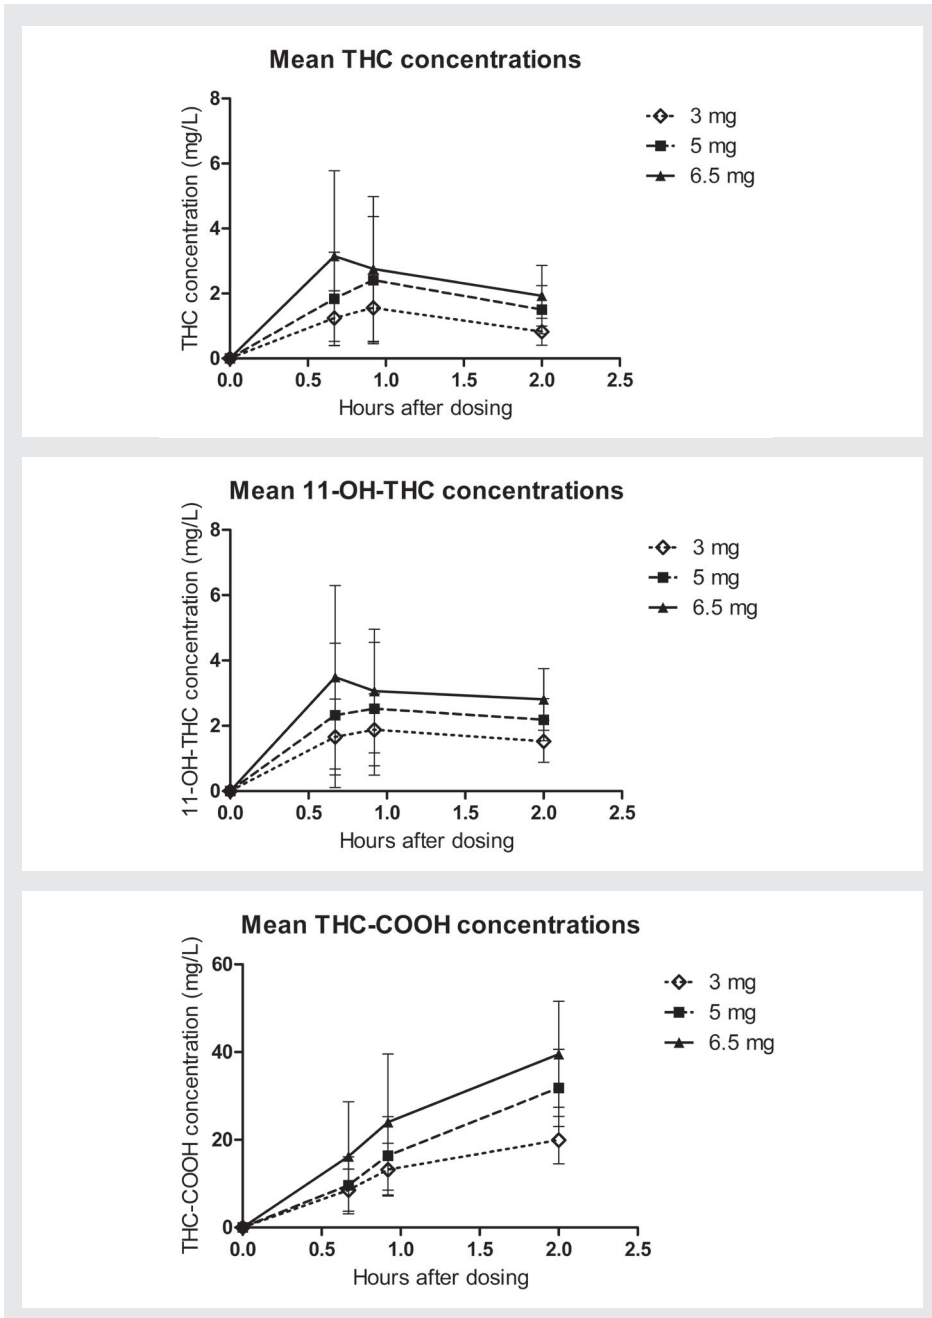 Mean THC concentrations
THC concentration (mg/L)
8
6
4
2
0
0.0 0.5 1.0 1.5 2.0 2.5
Hours after dosing
3 mg
5 mg
6.5 mg
Mean 11-OH-THC concentrations
11-OH-THC concentration (mg/L)
8
6
4
2
0
0.0 0.5 1.0 1.5 2.0 2.5
Hours after dosing
3 mg
5 mg
6.5 mg
Mean THC-COOH concentrations
THC-COOH concentration (mg/L)
60
40
20
0
0.0 0.5 1.0 1.5 2.0 2.5
Hours after dosing
3 mg
5 mg
6.5 mg